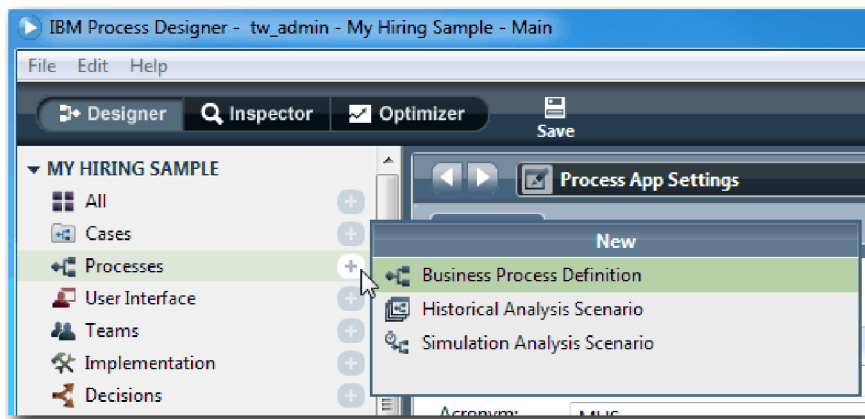 IBM Process Designer - tw_admin - My Hiring Sample - Main
File Edit Help
Designer Inspector Optimizer Save
MY HIRING SAMPLE
Process App Settings
All
Cases
New
Processes
Business Process Definition
User Interface
Historical Analysis Scenario
Teams
Simulation Analysis Scenario
Implementation
Decisions
Acronym: